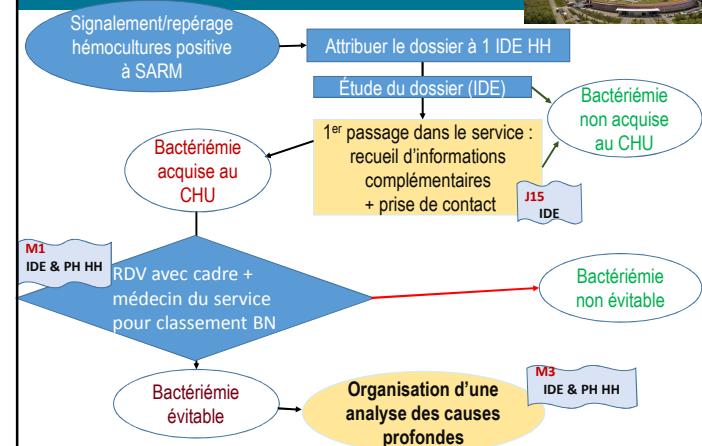 Signalement/repérage
hémocultures positive
à SARM
Attribuer le dossier à 1 IDE HH
Étude du dossier (IDE)
Bactériémie
non acquise
au CHU
1er passage dans le service :
recueil d'informations
complémentaires
+ prise de contact
J15
IDE
Bactériémie
acquise au
CHU
M1
IDE & PH HH
RDV avec cadre +
médecin du service
pour classement BN
Bactériémie
non évitable
Bactériémie
évitable
Organisation d'une
analyse des causes
profondes
M3
IDE & PH HH